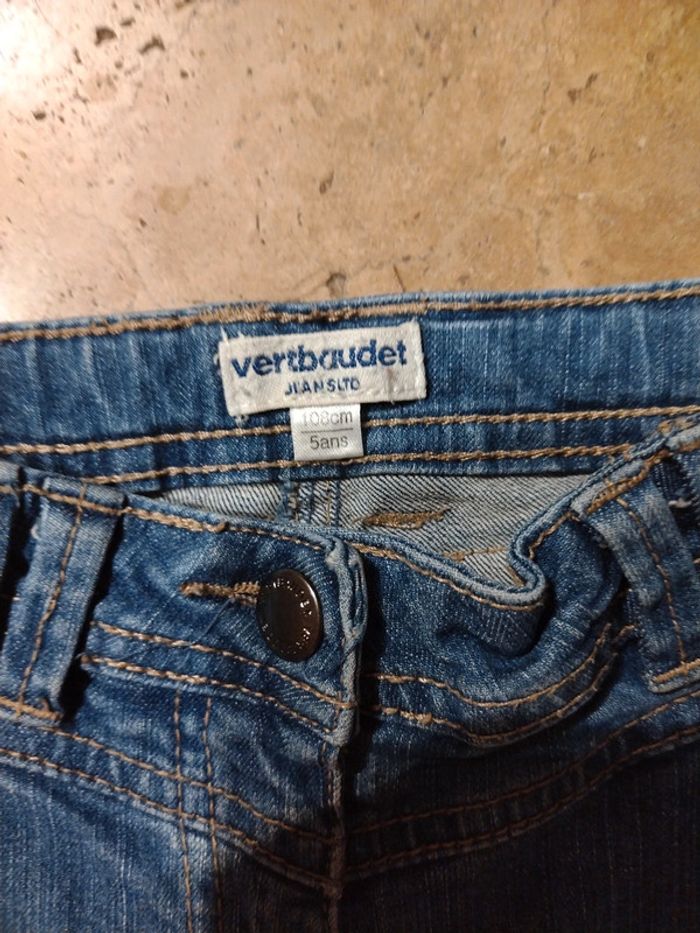 vertbaudet
JEANS LTD
108cm
5ans